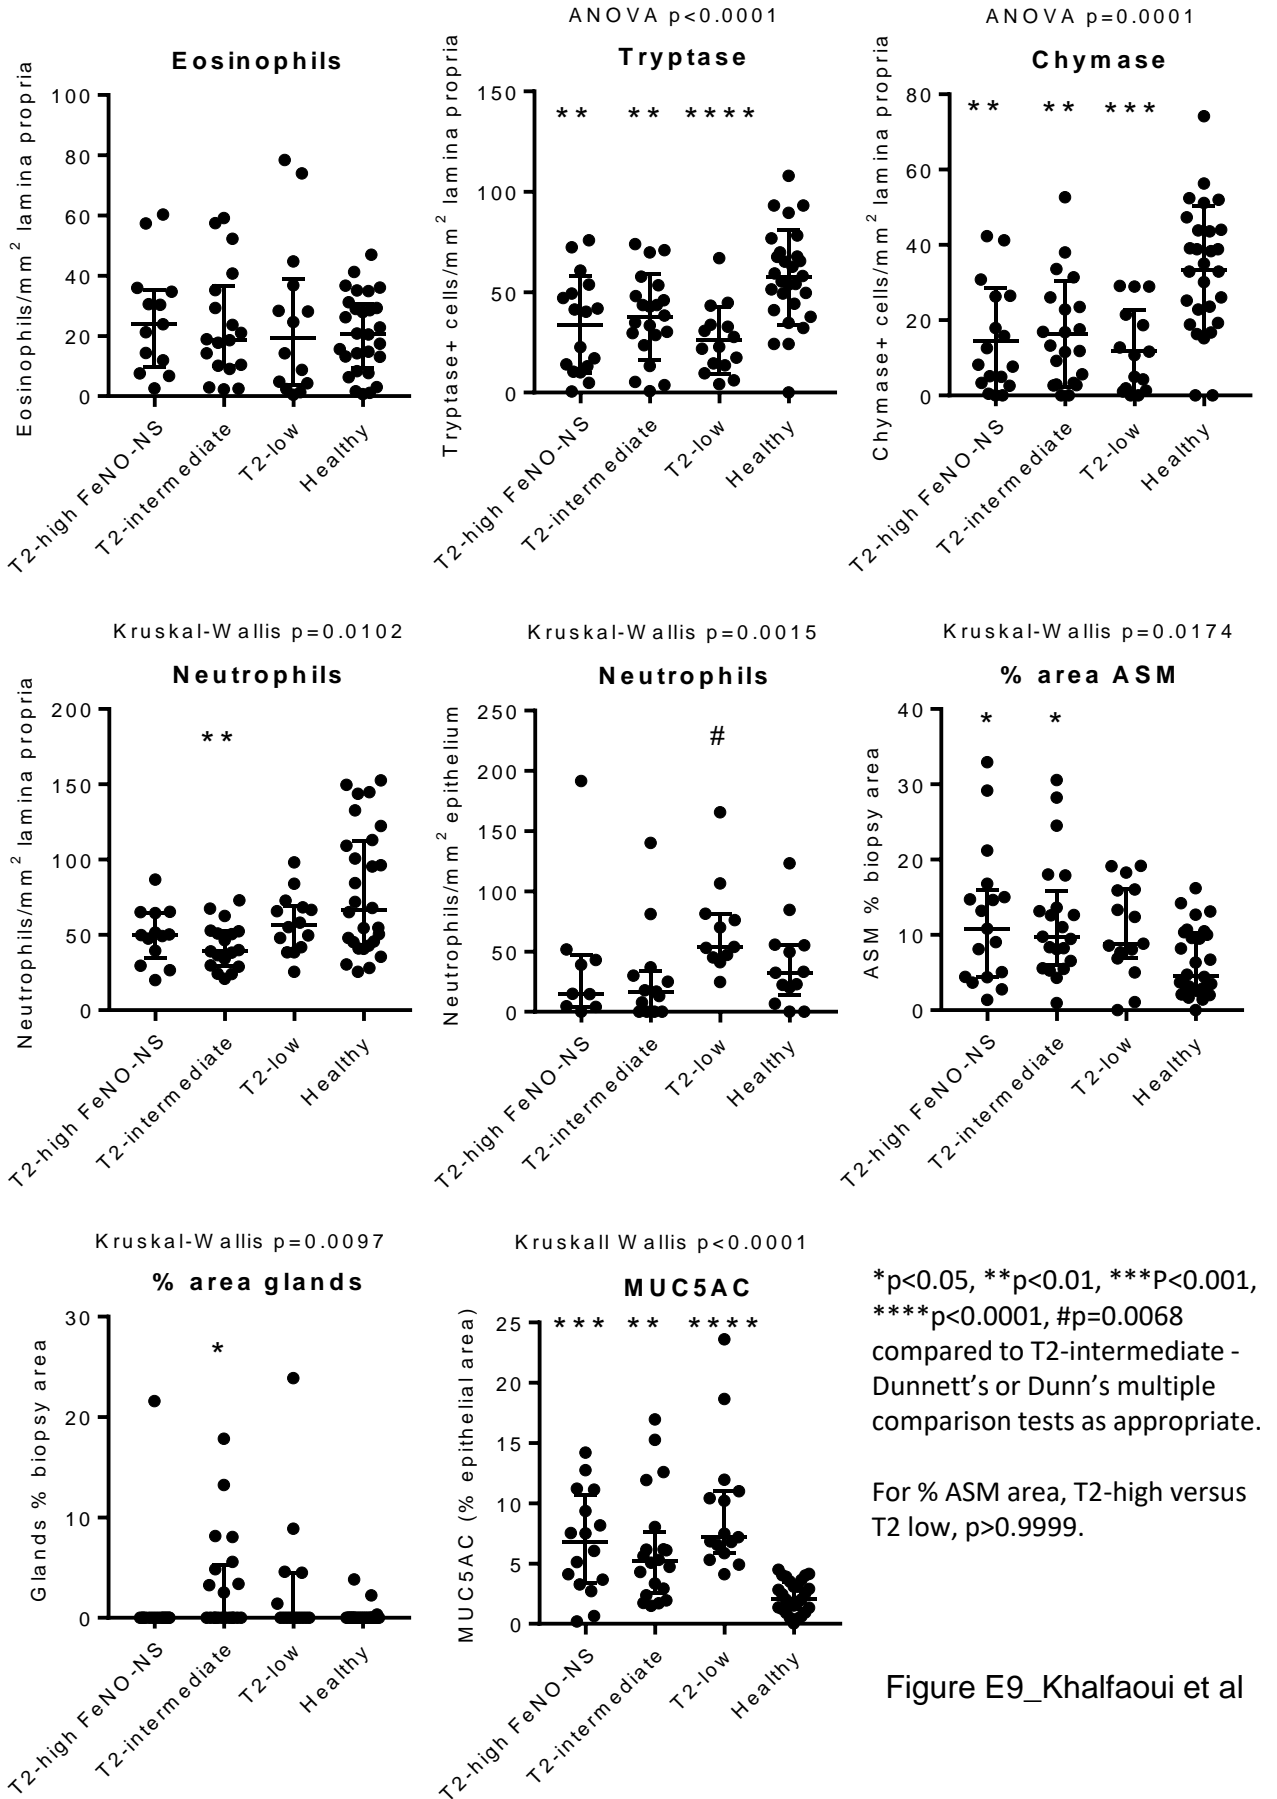 Eosinophils
Eosinophils/mm² lamina propria
100
80
60
40
20
0
T2-high FeNO-NS
T2-intermediate
T2-low
Healthy
ANOVA p<0.0001
Tryptase
Tryptase+ cells/mm² lamina propria
150
100
50
0
** ** ****
T2-high FeNO-NS
T2-intermediate
T2-low
Healthy
ANOVA p=0.0001
Chymase
Chymase+ cells/mm² lamina propria
80
60
40
20
0
** ** ***
T2-high FeNO-NS
T2-intermediate
T2-low
Healthy
Kruskal-Wallis p=0.0102
Neutrophils
Neutrophils/mm² lamina propria
200
150
100
50
0
**
T2-high FeNO-NS
T2-intermediate
T2-low
Healthy
Kruskal-Wallis p=0.0015
Neutrophils
Neutrophils/mm² epithelium
250
200
150
100
50
0
#
T2-high FeNO-NS
T2-intermediate
T2-low
Healthy
Kruskal-Wallis p=0.0174
% area ASM
ASM % biopsy area
40
30
20
10
0
* *
T2-high FeNO-NS
T2-intermediate
T2-low
Healthy
Kruskal-Wallis p=0.0097
% area glands
Glands % biopsy area
30
20
10
0
*
T2-high FeNO-NS
T2-intermediate
T2-low
Healthy
Kruskall Wallis p<0.0001
MUC5AC
MUC5AC (% epithelial area)
25
20
15
10
5
0
*** ** ****
T2-high FeNO-NS
T2-intermediate
T2-low
Healthy
*p<0.05, **p<0.01, ***P<0.001,
****p<0.0001, #p=0.0068
compared to T2-intermediate -
Dunnett’s or Dunn’s multiple
comparison tests as appropriate.
For % ASM area, T2-high versus
T2 low, p>0.9999.
Figure E9_Khalfaoui et al